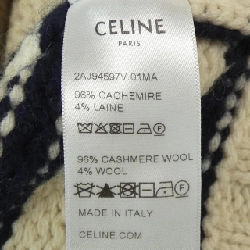 CELINE
PARIS
2AJ94597V.01MA
96% CACHEMIRE
4% LAINE
96% CASHMERE WOOL
4% WOOL
MADE IN ITALY
CELINE.COM